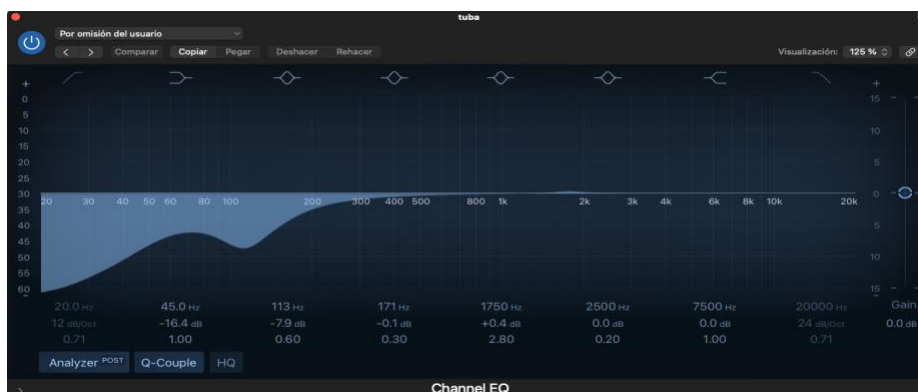 tuba
Por omisión del usuario
Comparar Copiar Pegar Deshacer Rehacer Visualización: 125 %
+ +
0 15
5
10 10
15
20 5
25
30 20 30 40 50 60 80 100 200 300 400 500 800 1k 2k 3k 4k 6k 8k 10k 20k 0
35
40 5
45
50 10
55
60 15
- -
20.0 Hz 45.0 Hz 113 Hz 171 Hz 1750 Hz 2500 Hz 7500 Hz 20000 Hz Gain
12 dB/Oct -16.4 dB -7.9 dB -0.1 dB +0.4 dB 0.0 dB 0.0 dB 24 dB/Oct 0.0 dB
0.71 1.00 0.60 0.30 2.80 0.20 1.00 0.71
Analyzer POST Q-Couple HQ
Channel EQ